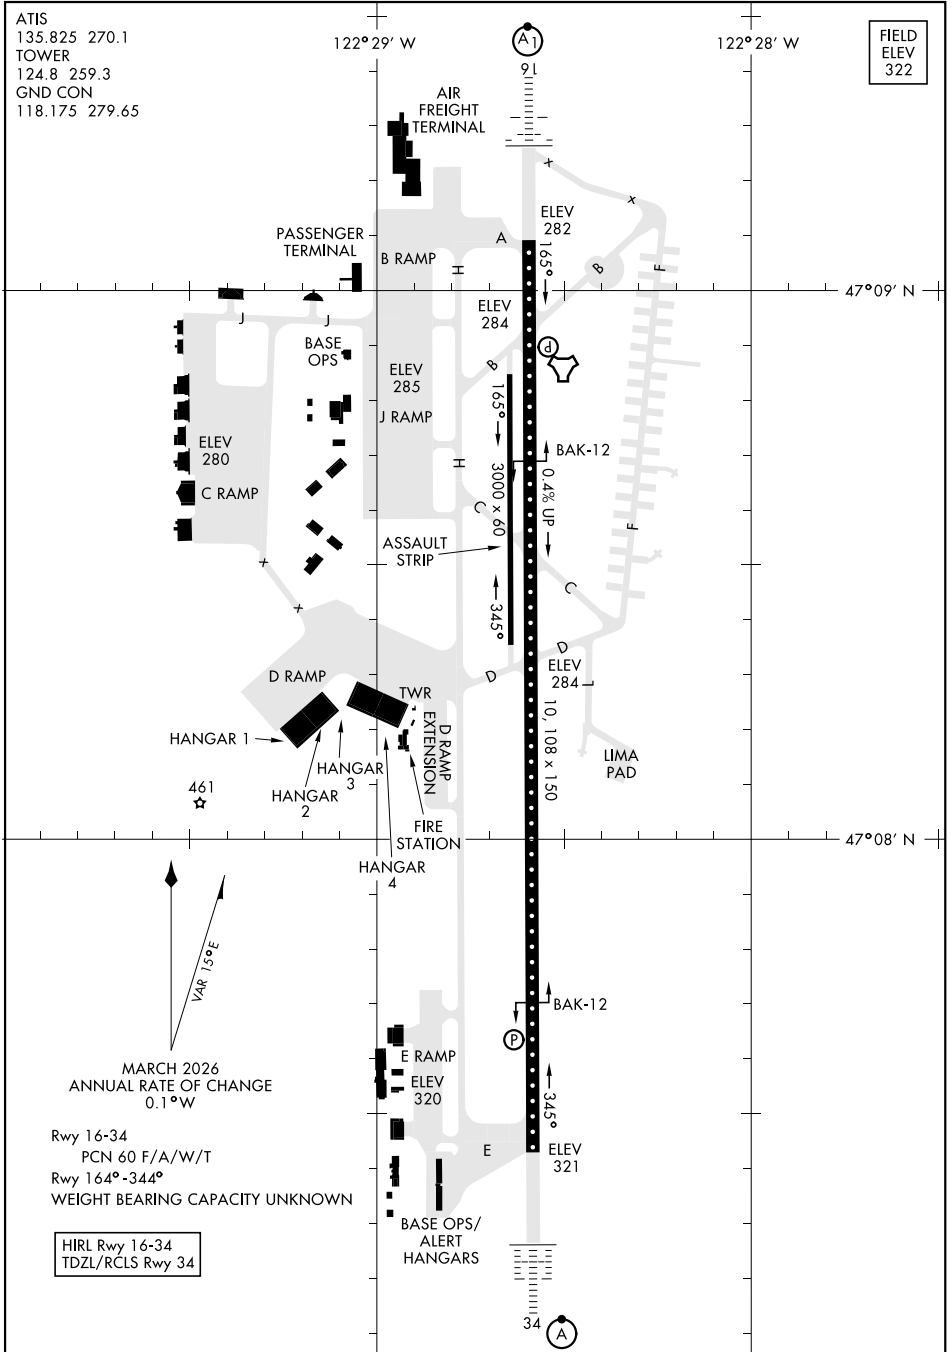 ATIS
135.825 270.1
TOWER
124.8 259.3
GND CON
118.175 279.65
122° 29' W
A1
122° 28' W
FIELD
ELEV
322
16
AIR
FREIGHT
TERMINAL
x
x
ELEV
282
PASSENGER
TERMINAL
B RAMP
A
H
165°
B
F
47°09' N
J
J
ELEV
284
BASE
OPS
P
B
ELEV
285
165°
J RAMP
ELEV
280
BAK-12
H
C RAMP
3000 x 60
0.4% UP
C
F
ASSAULT
STRIP
x
x
345°
C
D
D
D RAMP
ELEV
284
L
TWR
D RAMP
EXTENSION
10, 108 x 150
HANGAR 1
HANGAR
2
HANGAR
3
LIMA
PAD
461
FIRE
STATION
47°08' N
HANGAR
4
VAR 15°E
BAK-12
P
E RAMP
MARCH 2026
ANNUAL RATE OF CHANGE
0.1°W
ELEV
320
345°
Rwy 16-34
PCN 60 F/A/W/T
Rwy 164°-344°
WEIGHT BEARING CAPACITY UNKNOWN
E
ELEV
321
BASE OPS/
ALERT
HANGARS
HIRL Rwy 16-34
TDZL/RCLS Rwy 34
34
A